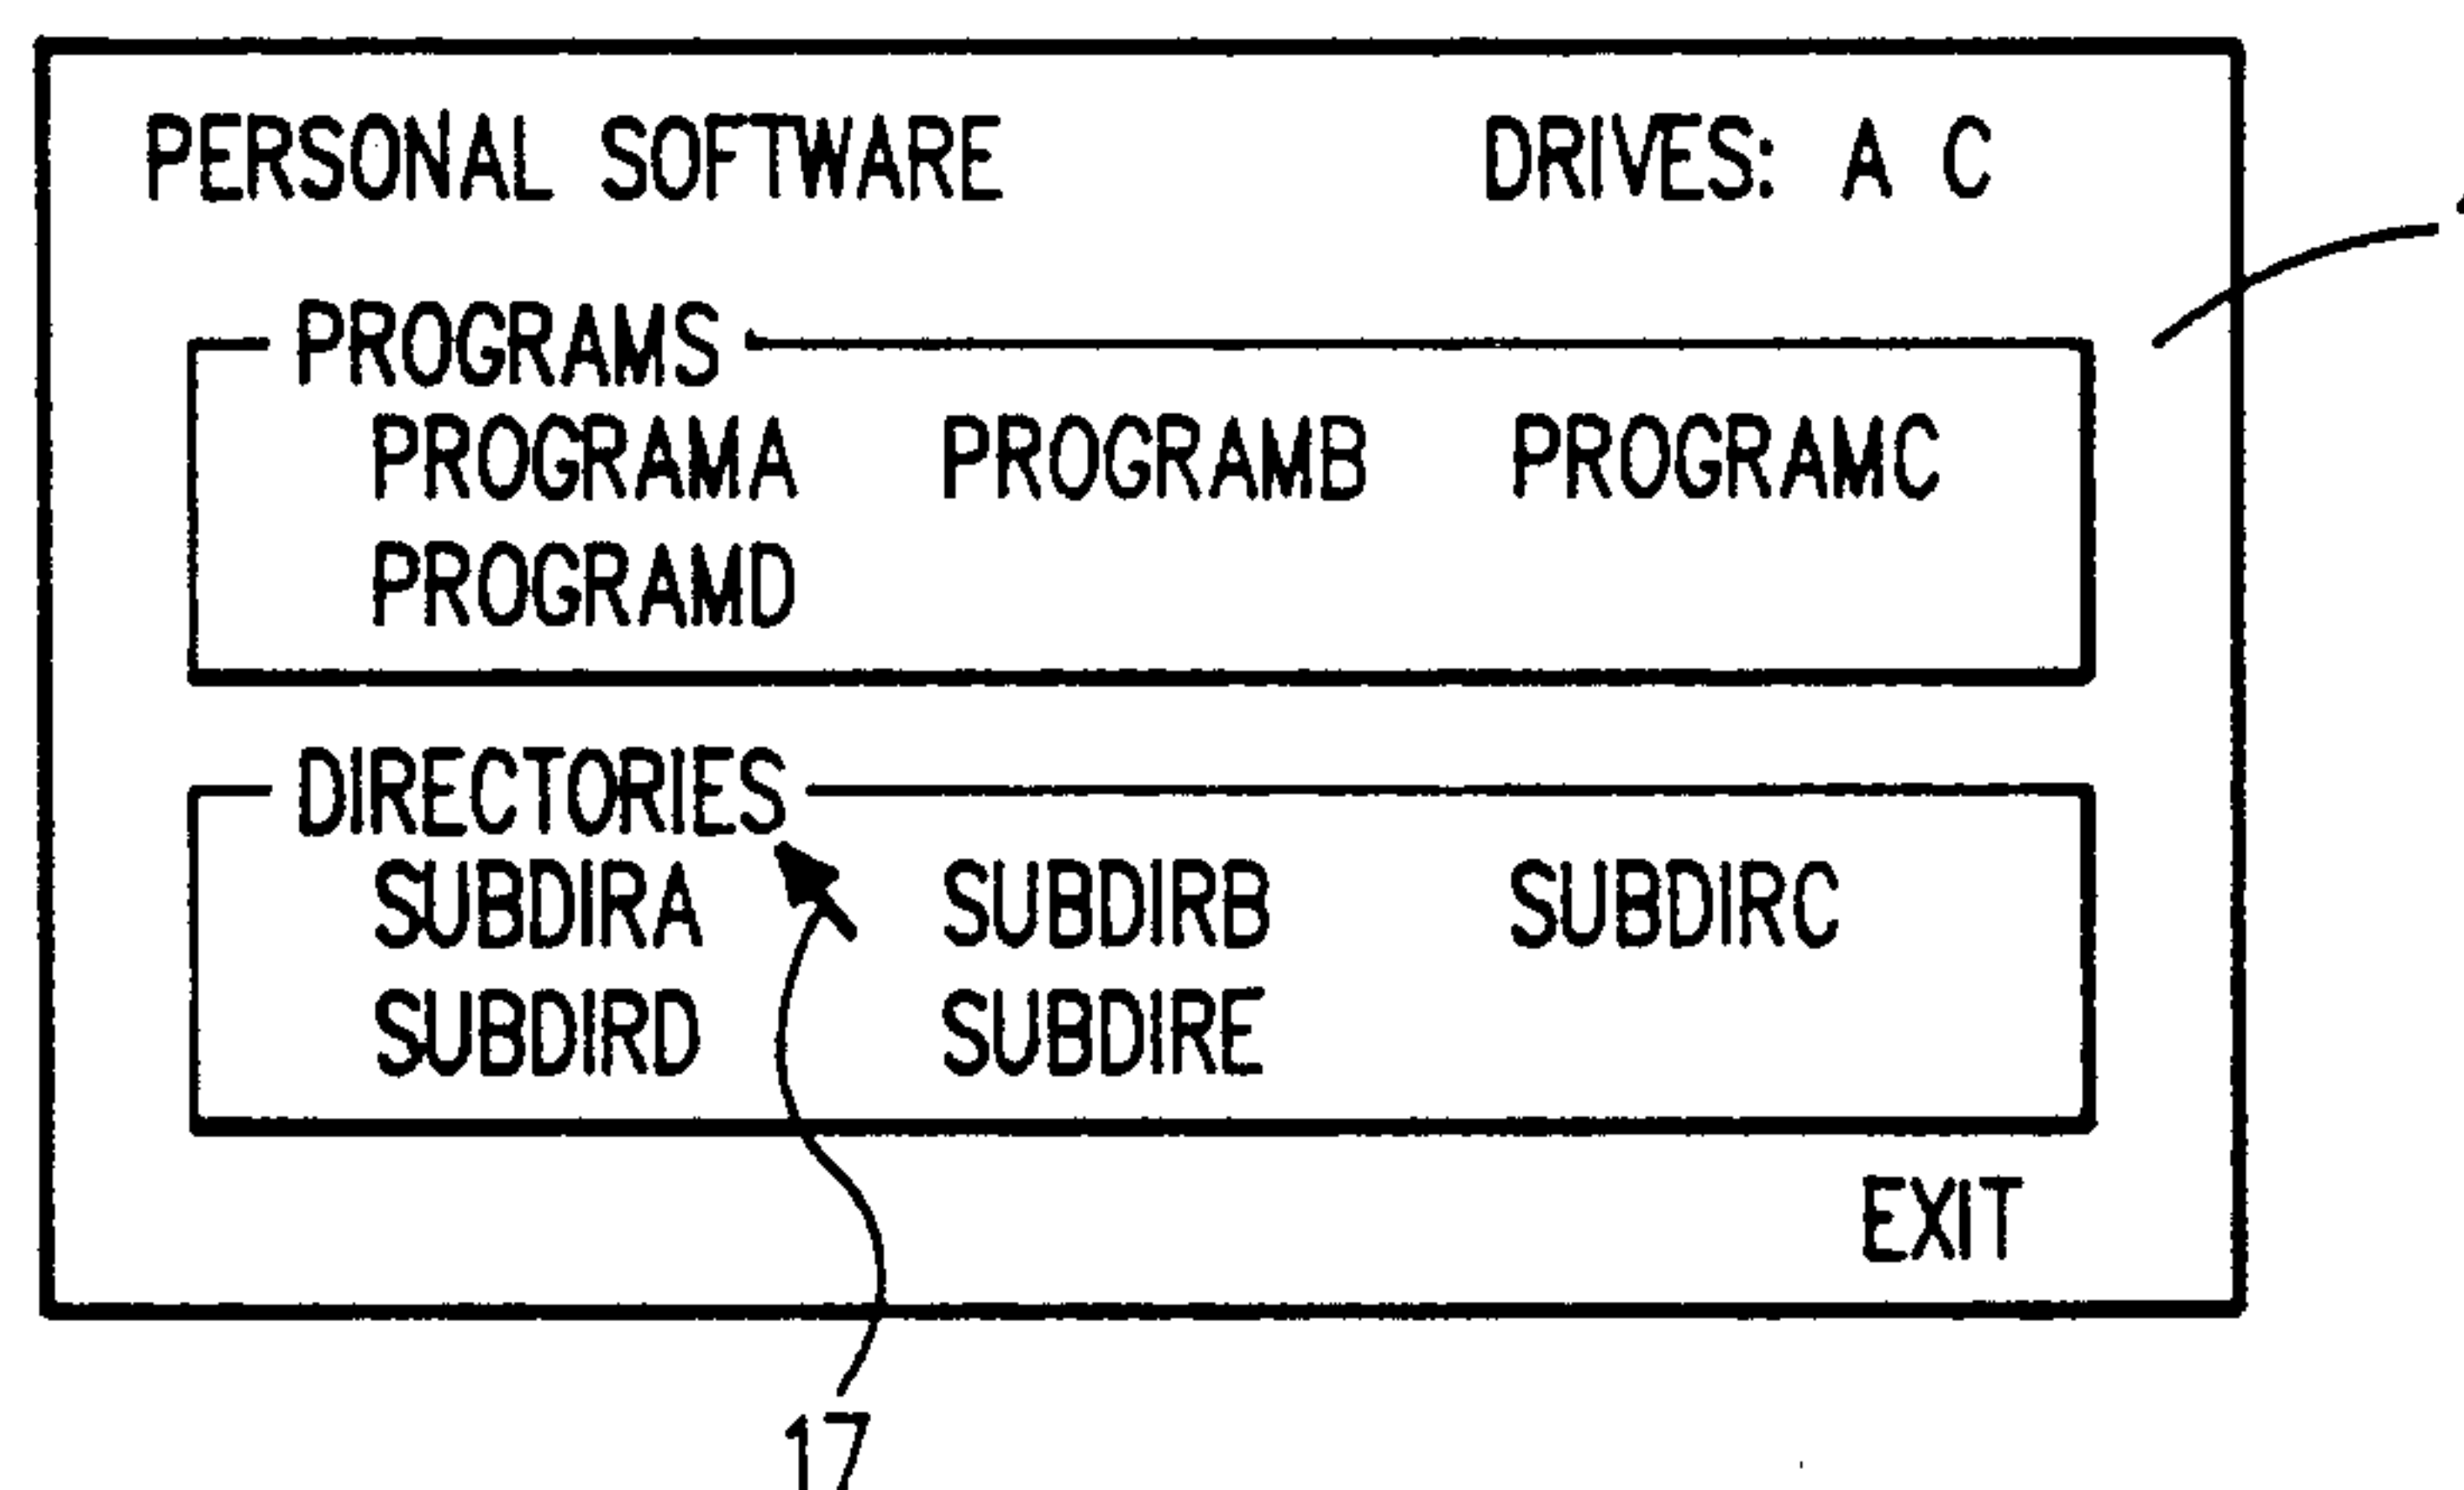 PERSONAL SOFTWARE DRIVES: A C
PROGRAMS
PROGRAMA PROGRAMB PROGRAMC
PROGRAMD
DIRECTORIES
SUBDIRA SUBDIRB SUBDIRC
SUBDIRD SUBDIRE
EXIT
17